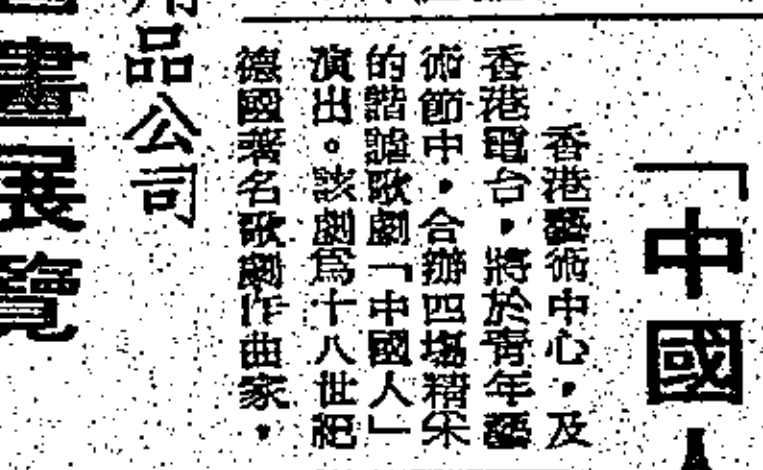 「中國人
香港藝術中心，及
香港電台，將於青年藝
術節中，合辦四塲精采
的諧謔歌劇「中國人」
演出。該劇爲十八世紀
德國著名歌劇作曲家，
用品公司
書展覽